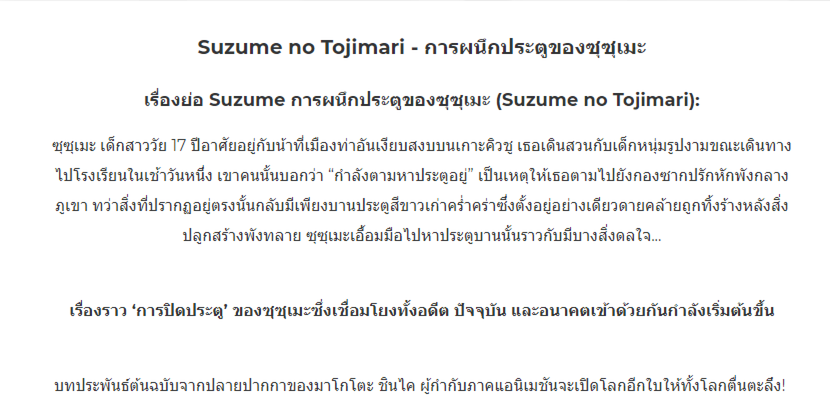 Suzume no Tojimari - การผนึกประตูของซุซุเมะ
เรื่องย่อ Suzume การผนึกประตูของซุซุเมะ (Suzume no Tojimari):
ซุซุเมะ เด็กสาววัย 17 ปีอาศัยอยู่กับน้าที่เมืองท่าอันเงียบสงบบนเกาะคิวชู เธอเดินสวนกับเด็กหนุ่มรูปงามขณะเดินทาง
ไปโรงเรียนในเช้าวันหนึ่ง เขาคนนั้นบอกว่า “กำลังตามหาประตูอยู่” เป็นเหตุให้เธอตามไปยังกองซากปรักหักพังกลาง
ภูเขา ทว่าสิ่งที่ปรากฏอยู่ตรงนั้นกลับมีเพียงบานประตูสีขาวเก่าคร่ำคร่าซึ่งตั้งอยู่อย่างเดียวดายคล้ายถูกทิ้งร้างหลังสิ่ง
ปลูกสร้างพังทลาย ซุซุเมะเอื้อมมือไปหาประตูบานนั้นราวกับมีบางสิ่งดลใจ...
เรื่องราว ‘การปิดประตู’ ของซุซุเมะซึ่งเชื่อมโยงทั้งอดีต ปัจจุบัน และอนาคตเข้าด้วยกันกำลังเริ่มต้นขึ้น
บทประพันธ์ต้นฉบับจากปลายปากกาของมาโกโตะ ชินไค ผู้กำกับภาคแอนิเมชันจะเปิดโลกอีกใบให้ทั้งโลกตื่นตะลึง!